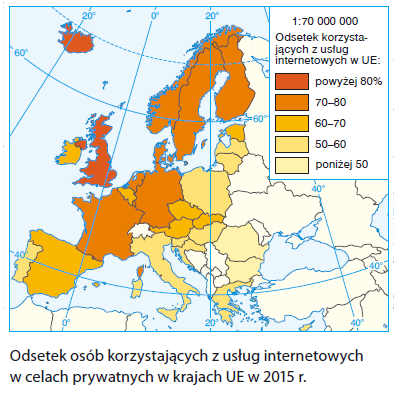 20°
0°
20°
1:70 000 000
Odsetek korzysta-
jących z usług
internetowych w UE:
powyżej 80%
70–80
60–70
50–60
poniżej 50
60°
60°
40°
40°
40°
40°
0°
20°
Odsetek osób korzystających z usług internetowych
w celach prywatnych w krajach UE w 2015 r.